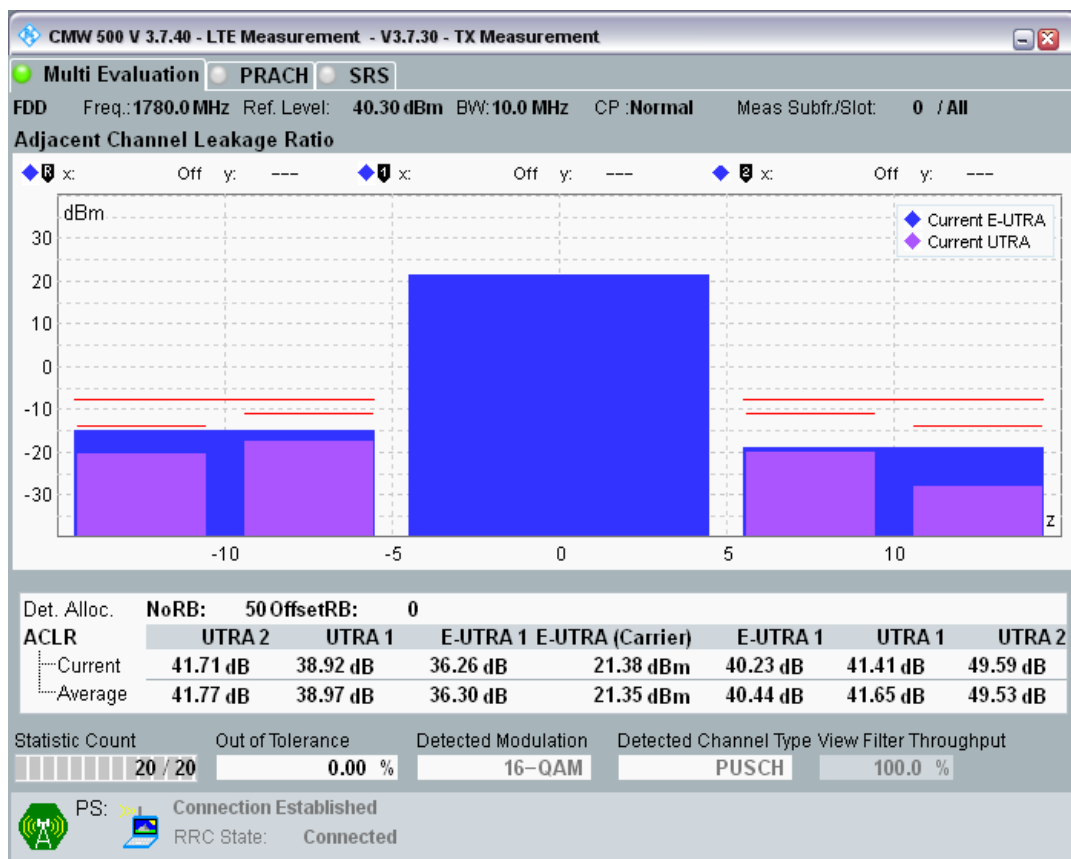 CMW 500 V 3.7.40 - LTE Measurement - V3.7.30 - TX Measurement
Multi Evaluation PRACH SRS
FDD Freq.: 1780.0 MHz Ref. Level: 40.30 dBm BW: 10.0 MHz CP :Normal Meas Subfr./Slot: 0 / All
Adjacent Channel Leakage Ratio
R x: Off y: --- 1 x: Off y: --- 2 x: Off y: ---
dBm
Current E-UTRA
Current UTRA
30
20
10
0
-10
-20
-30
z
-10 -5 0 5 10
Det. Alloc. NoRB: 50 OffsetRB: 0
ACLR UTRA 2 UTRA 1 E-UTRA 1 E-UTRA (Carrier) E-UTRA 1 UTRA 1 UTRA 2
Current 41.71 dB 38.92 dB 36.26 dB 21.38 dBm 40.23 dB 41.41 dB 49.59 dB
Average 41.77 dB 38.97 dB 36.30 dB 21.35 dBm 40.44 dB 41.65 dB 49.53 dB
Statistic Count Out of Tolerance Detected Modulation Detected Channel Type View Filter Throughput
20 / 20 0.00 % 16-QAM PUSCH 100.0 %
PS: Connection Established
RRC State: Connected